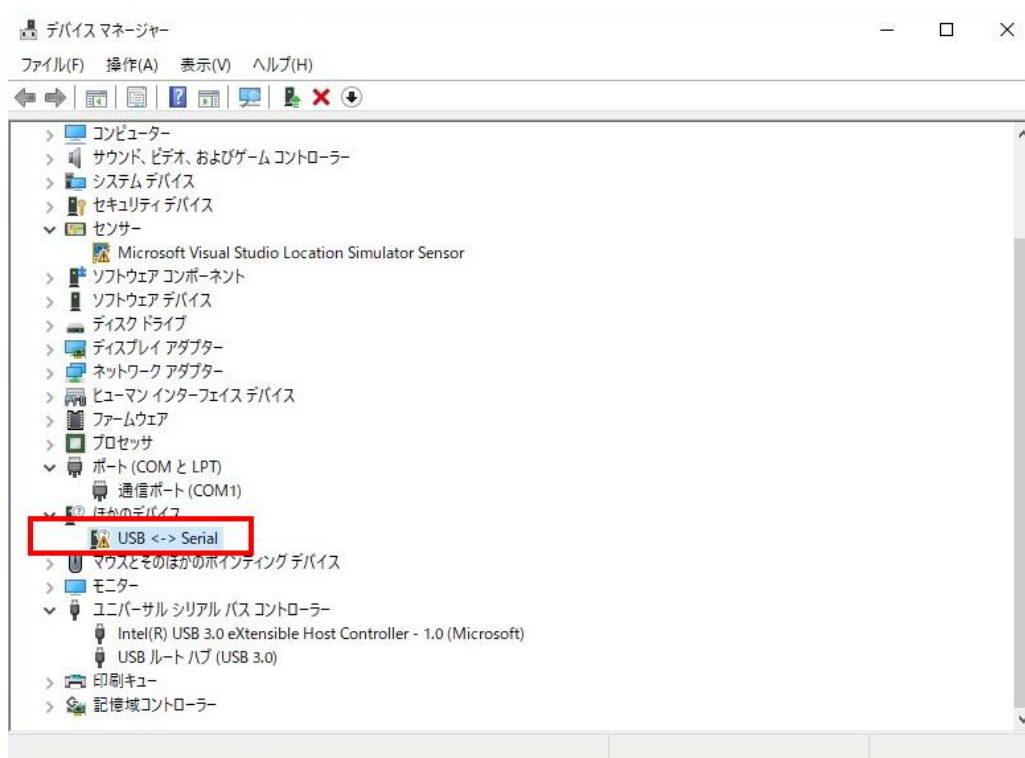 デバイス マネージャー
ファイル(F) 操作(A) 表示(V) ヘルプ(H)
コンピューター
サウンド、ビデオ、およびゲーム コントローラー
システム デバイス
セキュリティ デバイス
センサー
Microsoft Visual Studio Location Simulator Sensor
ソフトウェア コンポーネント
ソフトウェア デバイス
ディスク ドライブ
ディスプレイ アダプター
ネットワーク アダプター
ヒューマン インターフェイス デバイス
ファームウェア
プロセッサ
ポート (COM と LPT)
通信ポート (COM1)
ほかのデバイス
USB <-> Serial
マウスとそのほかのポインティング デバイス
モニター
ユニバーサル シリアル バス コントローラー
Intel(R) USB 3.0 eXtensible Host Controller - 1.0 (Microsoft)
USB ルート ハブ (USB 3.0)
印刷キュー
記憶域コントローラー